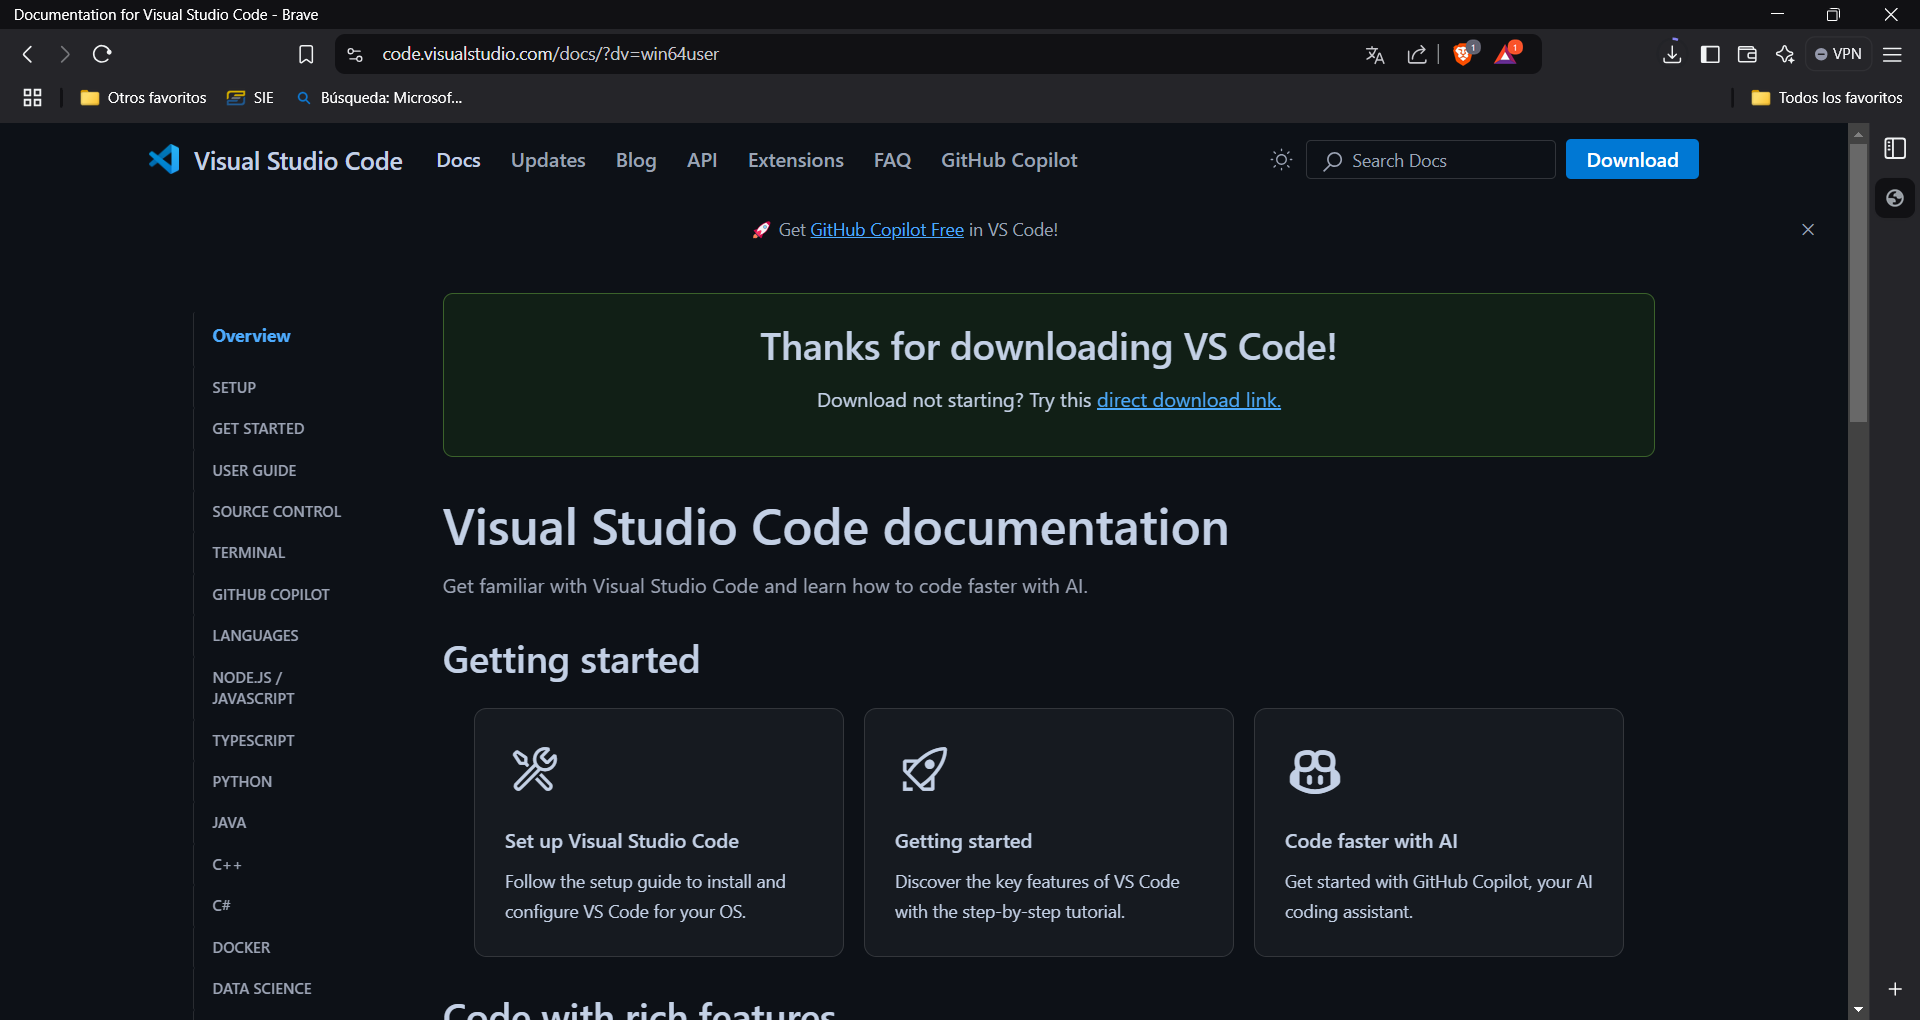 Documentation for Visual Studio Code - Brave
code.visualstudio.com/docs/?dv=win64user
1
1
VPN
Otros favoritos
SIE
Búsqueda: Microsof...
Todos los favoritos
Visual Studio Code
Docs
Updates
Blog
API
Extensions
FAQ
GitHub Copilot
Search Docs
Download
🚀 Get GitHub Copilot Free in VS Code!
Thanks for downloading VS Code!
Download not starting? Try this direct download link.
Overview
SETUP
GET STARTED
USER GUIDE
SOURCE CONTROL
TERMINAL
GITHUB COPILOT
LANGUAGES
NODE.JS /
JAVASCRIPT
TYPESCRIPT
PYTHON
JAVA
C++
C#
DOCKER
DATA SCIENCE
Visual Studio Code documentation
Get familiar with Visual Studio Code and learn how to code faster with AI.
Getting started
Set up Visual Studio Code
Follow the setup guide to install and
configure VS Code for your OS.
Getting started
Discover the key features of VS Code
with the step-by-step tutorial.
Code faster with AI
Get started with GitHub Copilot, your AI
coding assistant.
Code with rich features